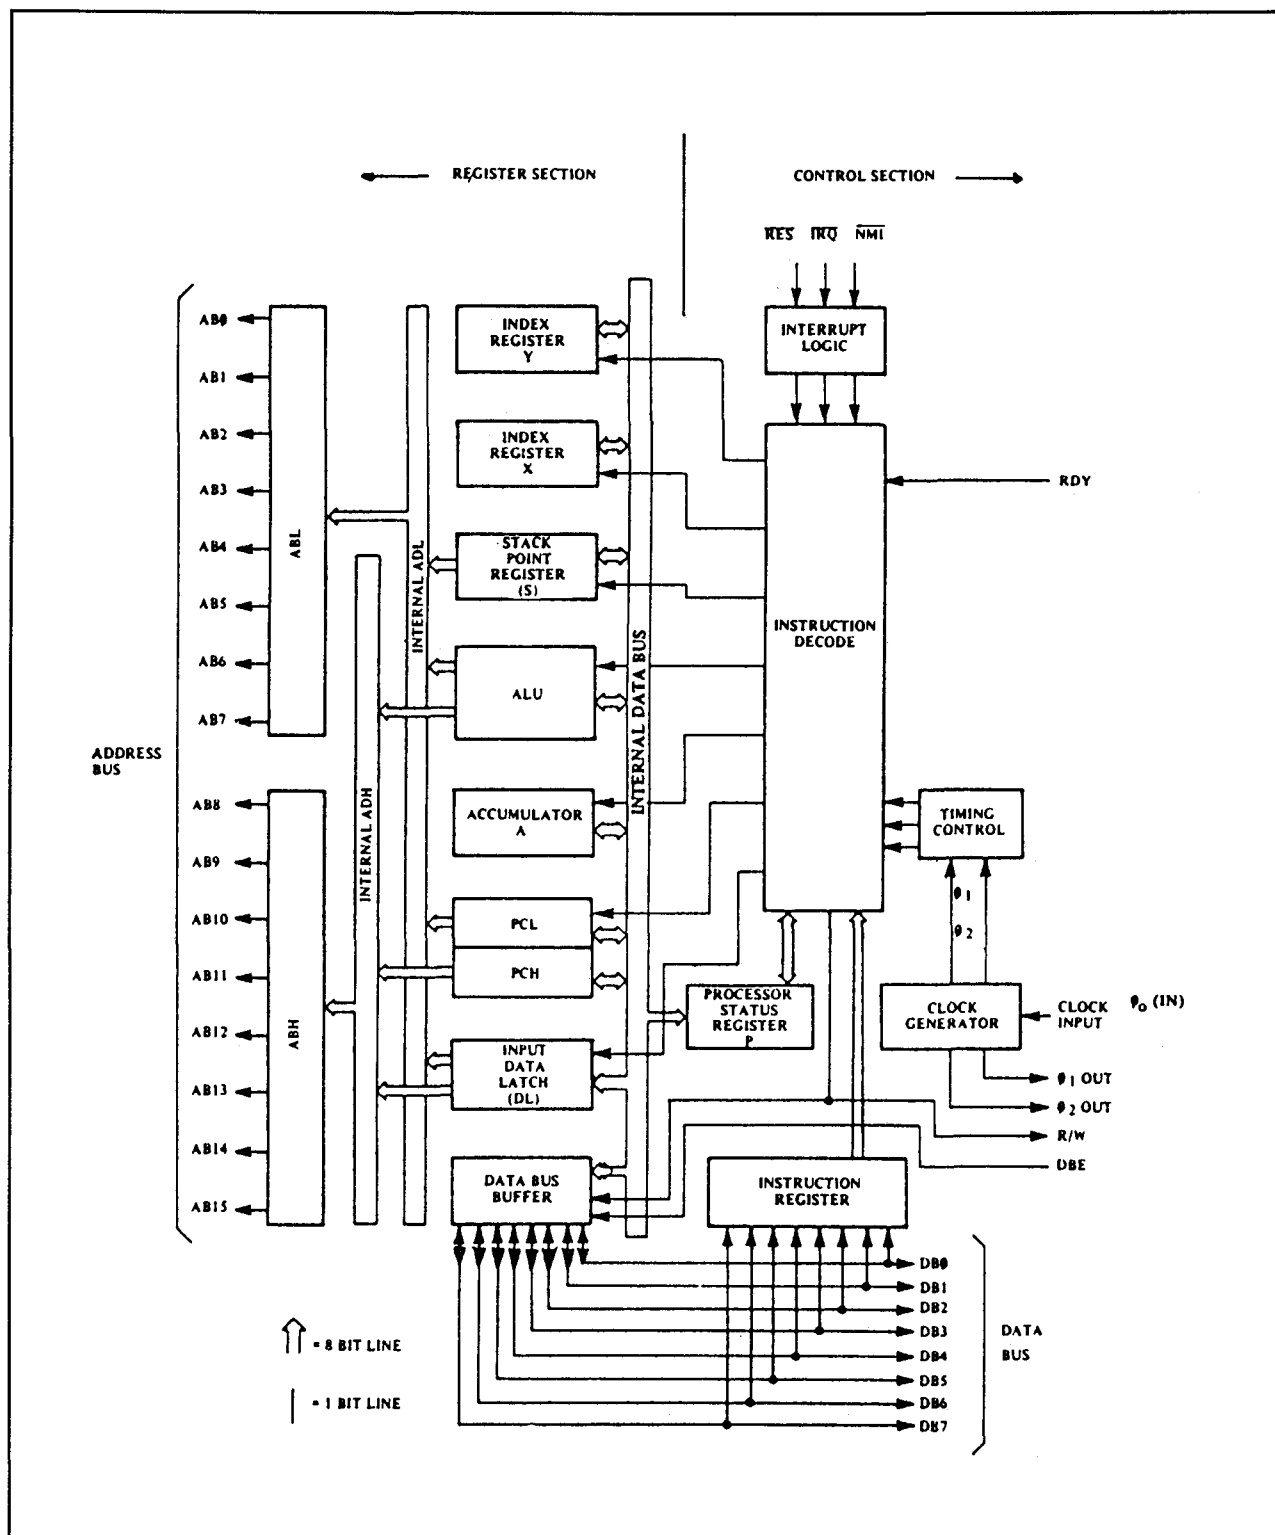 REGISTER SECTION
CONTROL SECTION
RES IRQ NMI
INTERRUPT
LOGIC
AB0
AB1
AB2
AB3
AB4
AB5
AB6
AB7
ABL
ADDRESS
BUS
AB8
AB9
AB10
AB11
AB12
AB13
AB14
AB15
ABH
INTERNAL ADH
INTERNAL ADL
INDEX
REGISTER
Y
INDEX
REGISTER
X
STACK
POINT
REGISTER
(S)
ALU
ACCUMULATOR
A
PCL
PCH
INPUT
DATA
LATCH
(DL)
DATA BUS
BUFFER
INTERNAL DATA BUS
INSTRUCTION
DECODE
RDY
TIMING
CONTROL
φ1
φ2
PROCESSOR
STATUS
REGISTER
P
CLOCK
GENERATOR
CLOCK
INPUT
φo (IN)
φ1 OUT
φ2 OUT
R/W
DBE
INSTRUCTION
REGISTER
DB0
DB1
DB2
DB3
DB4
DB5
DB6
DB7
DATA
BUS
= 8 BIT LINE
= 1 BIT LINE